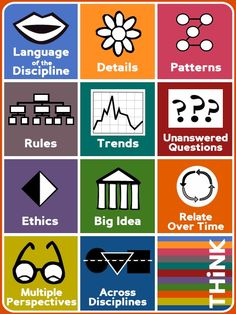 Language
of the
Discipline
Details
Patterns
Rules
Trends
???
Unanswered
Questions
Ethics
Big Idea
Relate
Over Time
Multiple
Perspectives
Across
Disciplines
THiNK